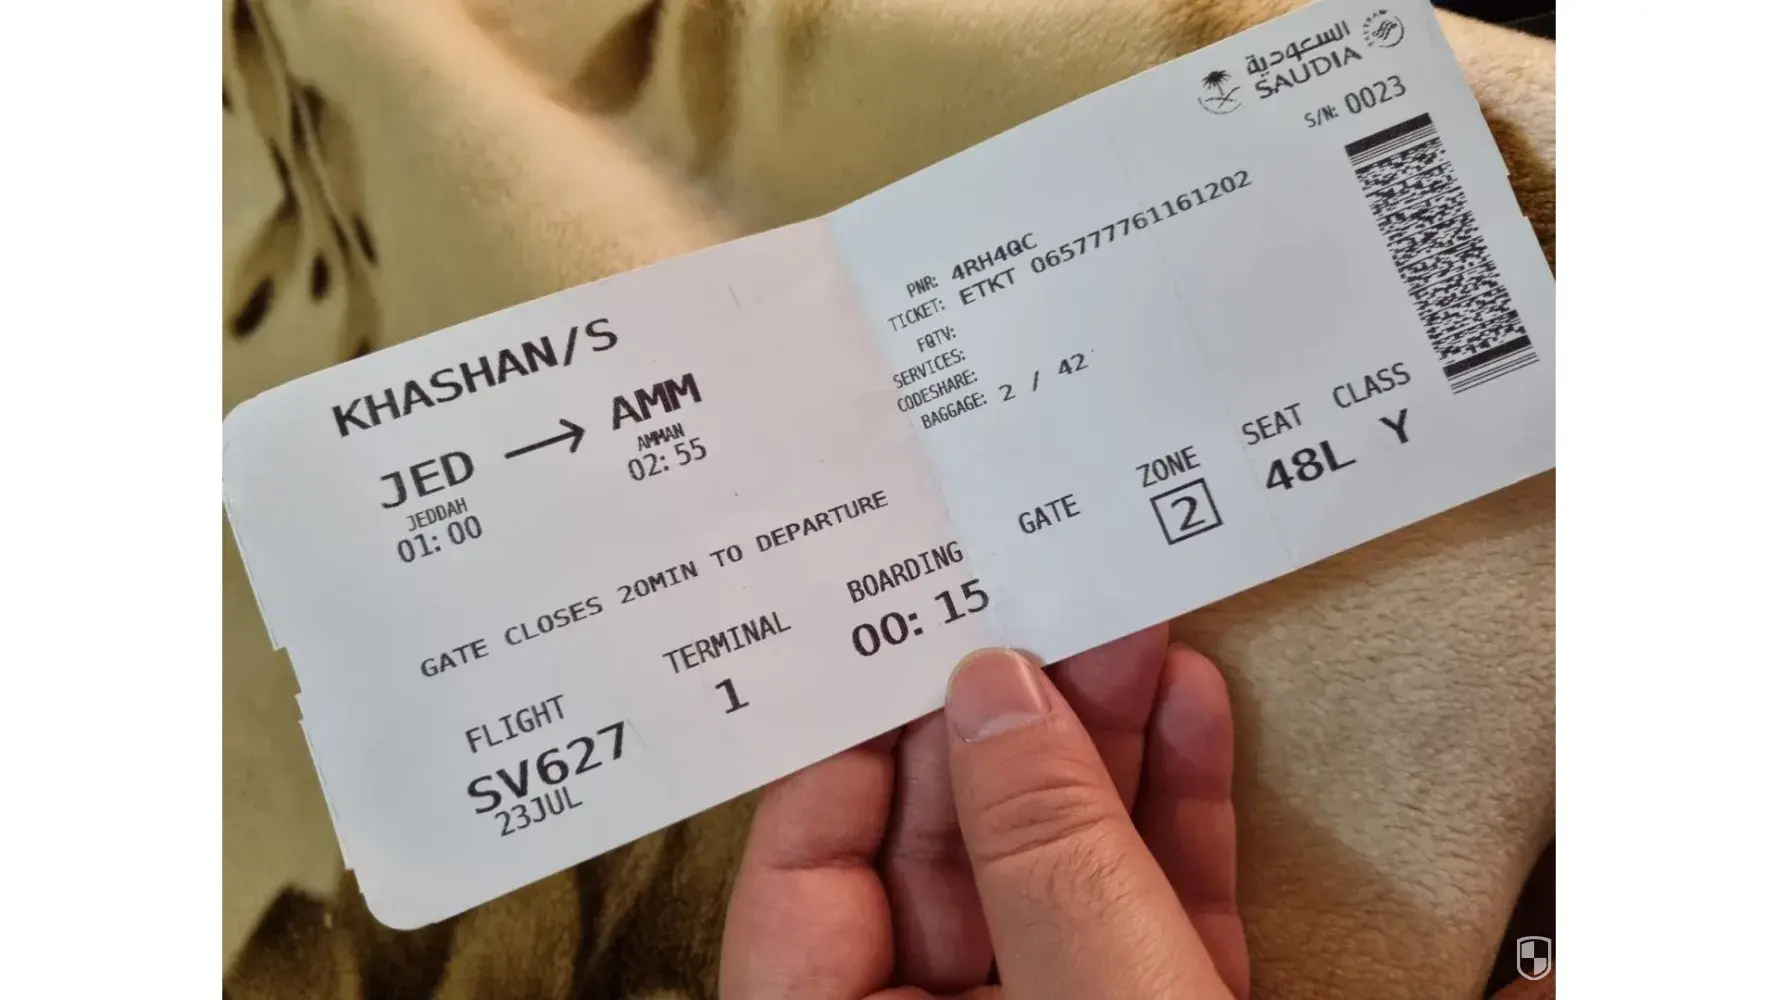 KHASHAN/S
JED → AMM
JEDDAH AMMAN
01:00 02:55
GATE CLOSES 20MIN TO DEPARTURE
FLIGHT TERMINAL BOARDING GATE ZONE SEAT CLASS
SV627 1 00:15 2 48L Y
23JUL
PNR: 4RH4QC
TICKET: ETKT 065777761161202
FQTV:
SERVICES:
CODESHARE:
BAGGAGE: 2 / 42
السعودية
SAUDIA
S/N: 0023